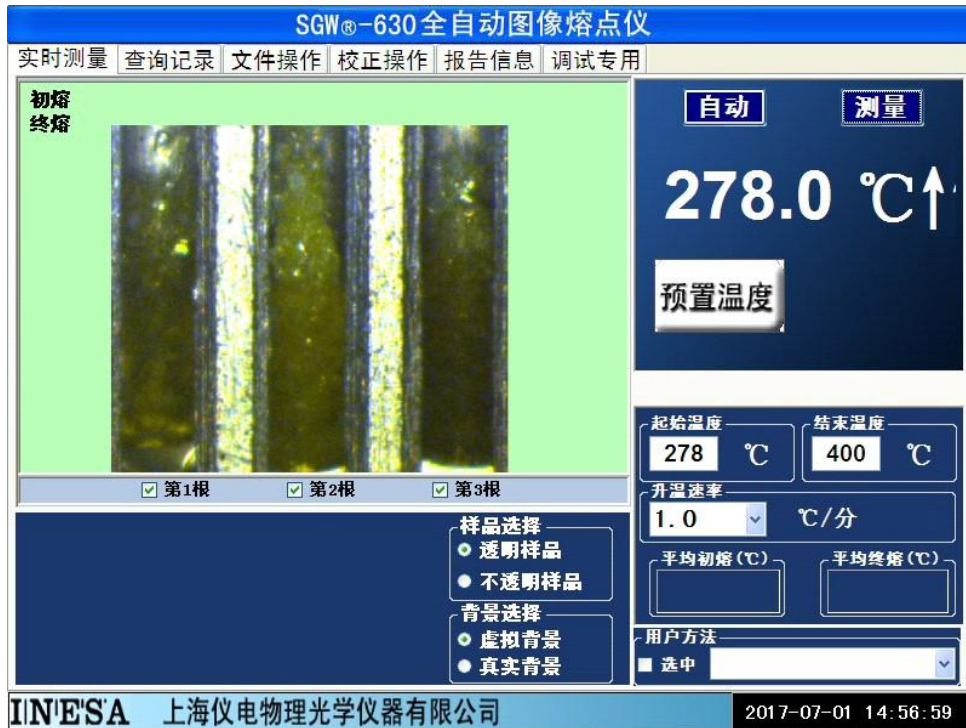 SGW®-630全自动图像熔点仪
实时测量 查询记录 文件操作 校正操作 报告信息 调试专用
初熔
终熔
自动 测量
278.0 ℃↑
预置温度
第1根 第2根 第3根
起始温度 结束温度
278 ℃ 400 ℃
升温速率
1.0 ℃/分
平均初熔(℃) 平均终熔(℃)
样品选择
透明样品
不透明样品
背景选择
虚拟背景
真实背景
用户方法
选中
INESA 上海仪电物理光学仪器有限公司
2017-07-01 14:56:59